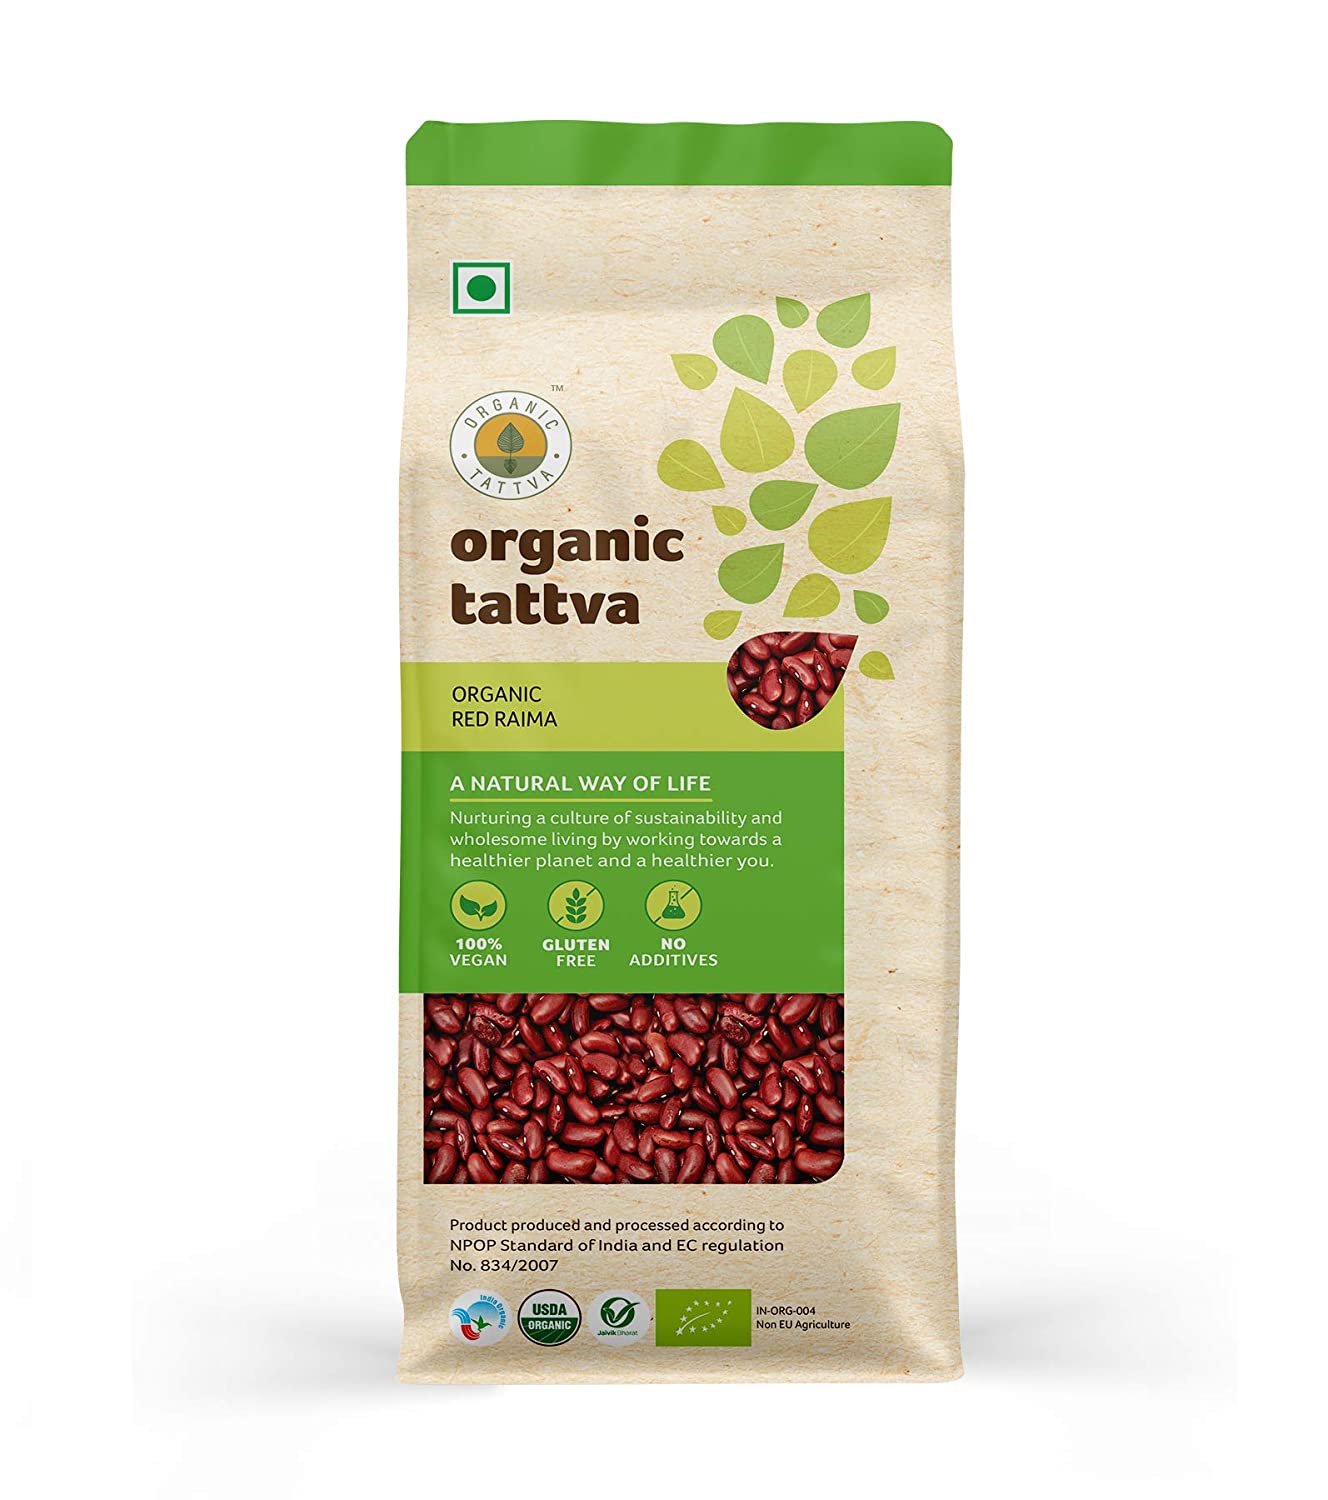 ™
ORGANIC
TATTVA
organic
tattva
ORGANIC
RED RAIMA
A NATURAL WAY OF LIFE
Nurturing a culture of sustainability and
wholesome living by working towards a
healthier planet and a healthier you.
100%
VEGAN
GLUTEN
FREE
NO
ADDITIVES
Product produced and processed according to
NPOP Standard of India and EC regulation
No. 834/2007
India Organic
USDA
ORGANIC
Jaivik Bharat
IN-ORG-004
Non EU Agriculture